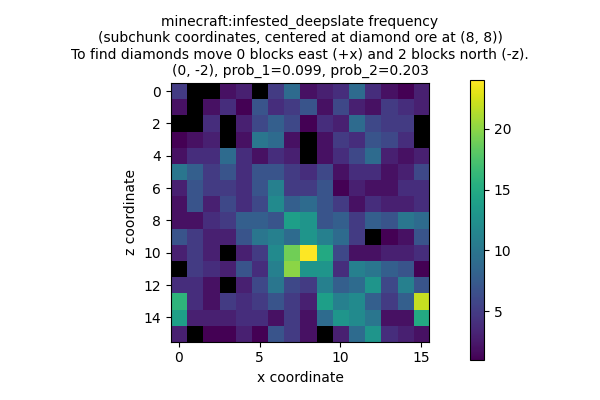 minecraft:infested_deepslate frequency
(subchunk coordinates, centered at diamond ore at (8, 8))
To find diamonds move 0 blocks east (+x) and 2 blocks north (-z).
(0, -2), prob_1=0.099, prob_2=0.203
0
2
4
6
8
10
12
14
z coordinate
0
5
10
15
x coordinate
20
15
10
5